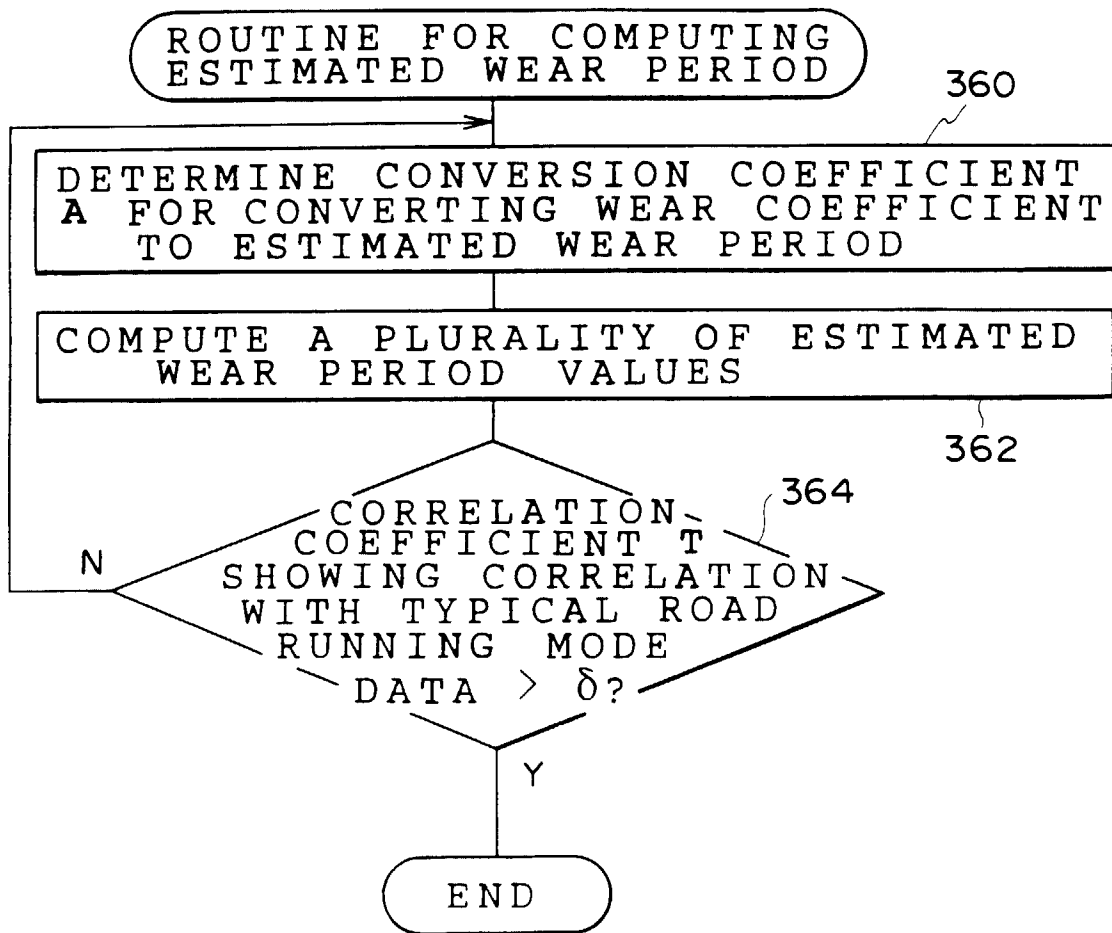 ROUTINE FOR COMPUTING
ESTIMATED WEAR PERIOD
360
DETERMINE CONVERSION COEFFICIENT
A FOR CONVERTING WEAR COEFFICIENT
TO ESTIMATED WEAR PERIOD
COMPUTE A PLURALITY OF ESTIMATED
WEAR PERIOD VALUES
362
364
CORRELATION
COEFFICIENT T
SHOWING CORRELATION
WITH TYPICAL ROAD
RUNNING MODE
DATA > δ?
N
Y
END